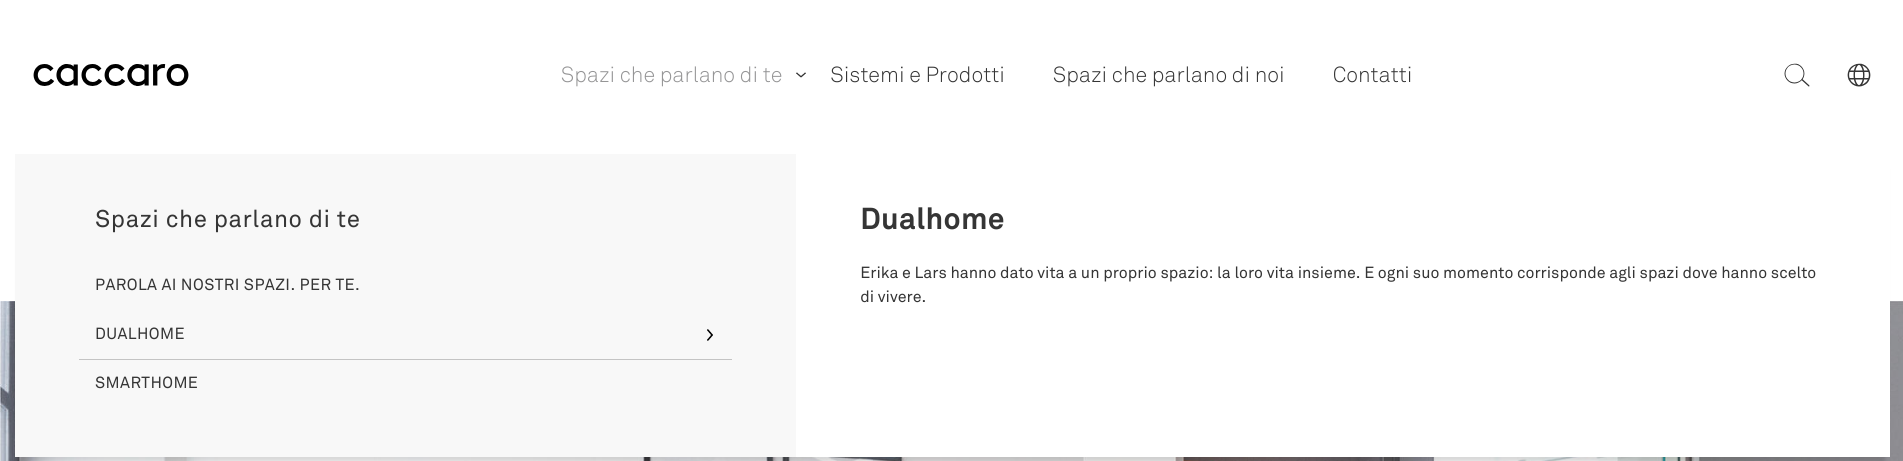 caccaro
Spazi che parlano di te
Sistemi e Prodotti
Spazi che parlano di noi
Contatti
Spazi che parlano di te
PAROLA AI NOSTRI SPAZI. PER TE.
DUALHOME
SMARTHOME
Dualhome
Erika e Lars hanno dato vita a un proprio spazio: la loro vita insieme. E ogni suo momento corrisponde agli spazi dove hanno scelto
di vivere.